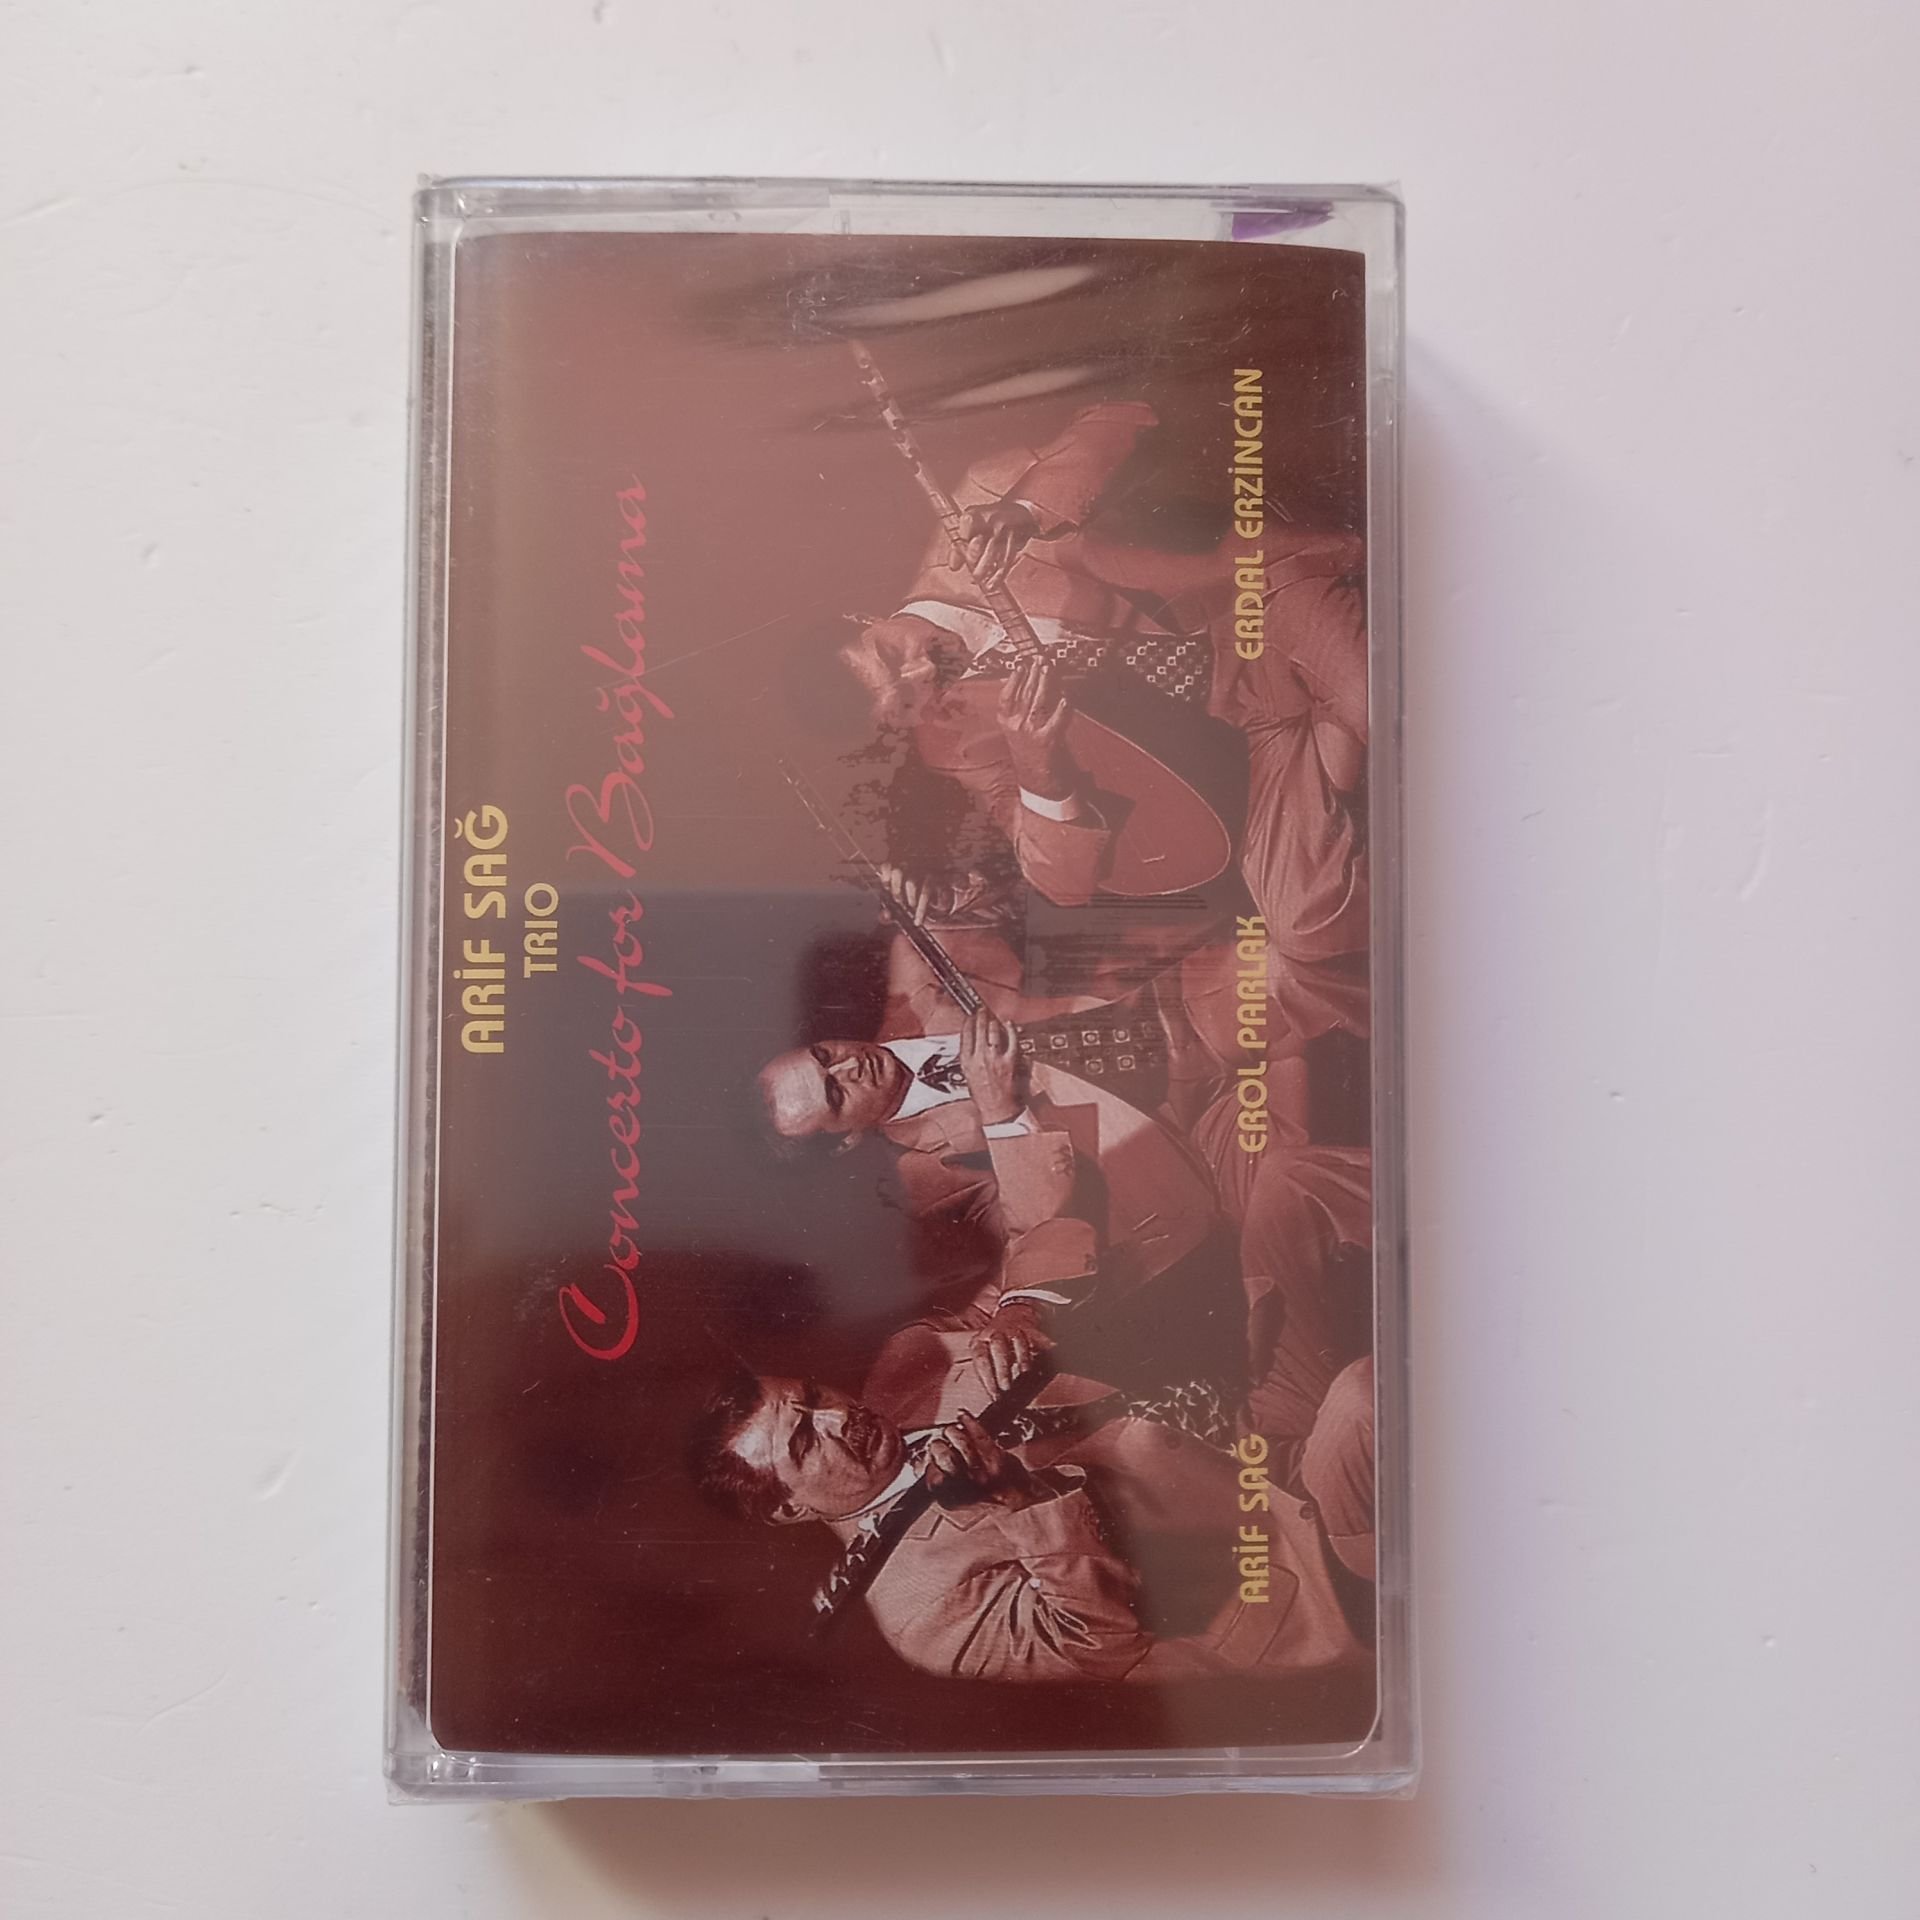 ARİF SAĞ
TRIO
Concerto for Bağlama
ARİF SAĞ
EROL PARLAK
ERDAL ERZİNCAN